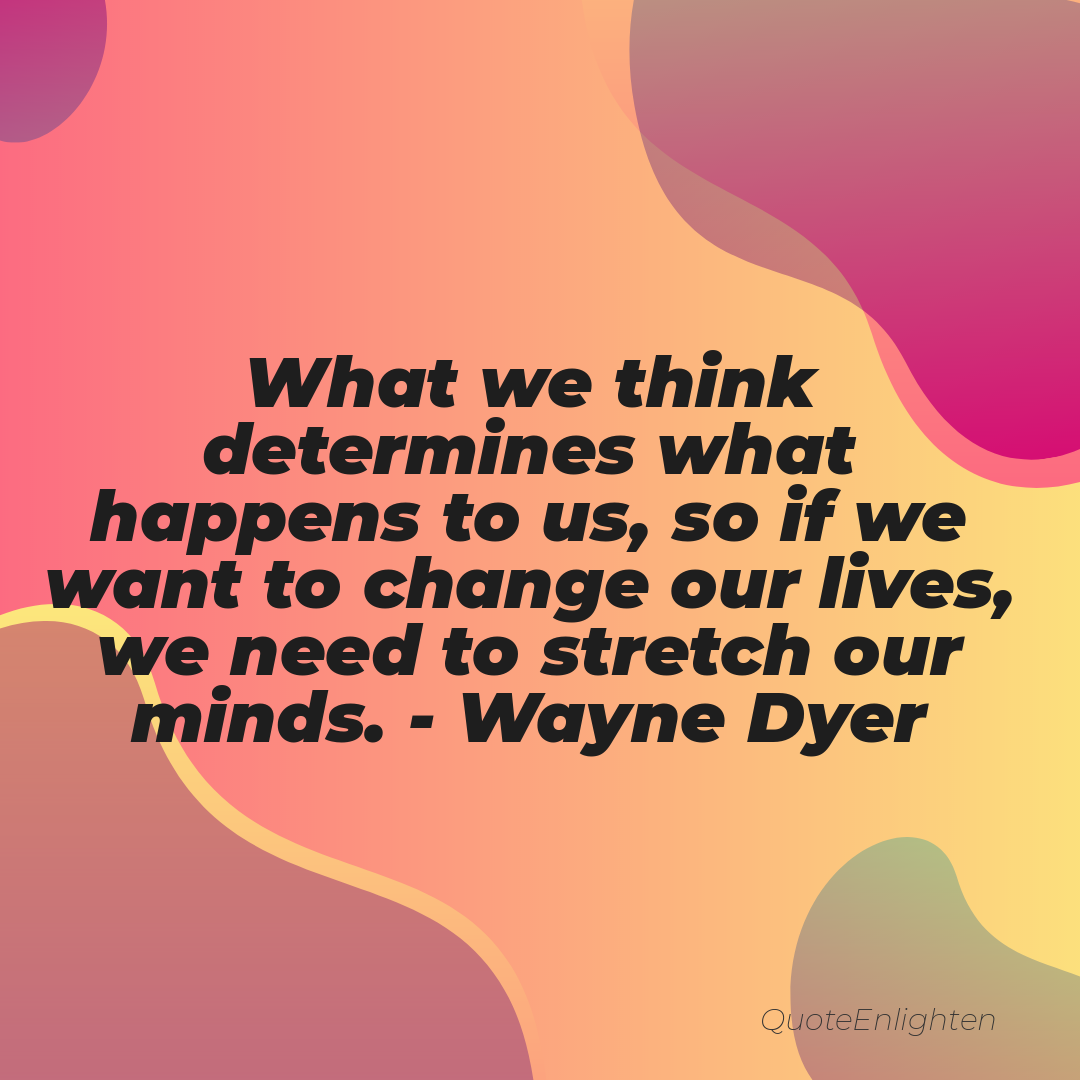 What we think
determines what
happens to us, so if we
want to change our lives,
we need to stretch our
minds. - Wayne Dyer
QuoteEnlighten